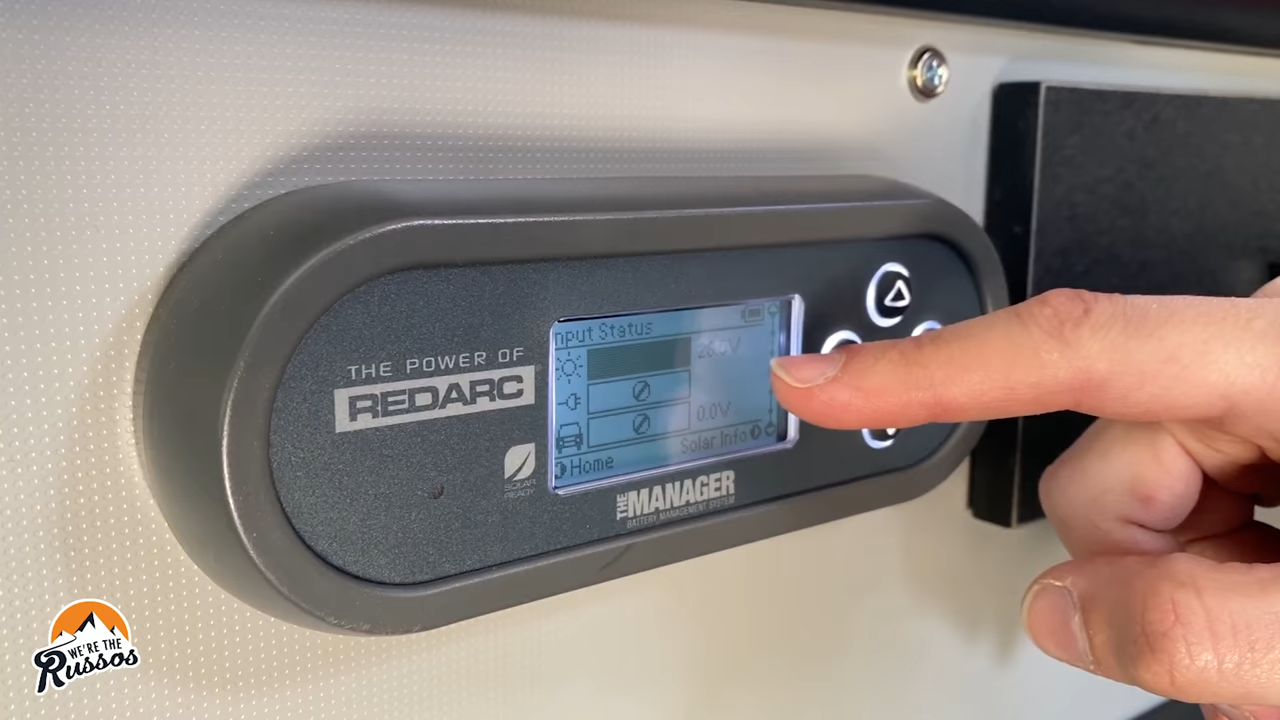 THE POWER OF
REDARC
SOLAR
READY
nput Status
0.0V
Solar Info
Home
THE MANAGER
BATTERY MANAGEMENT SYSTEM
WE'RE THE
Russos